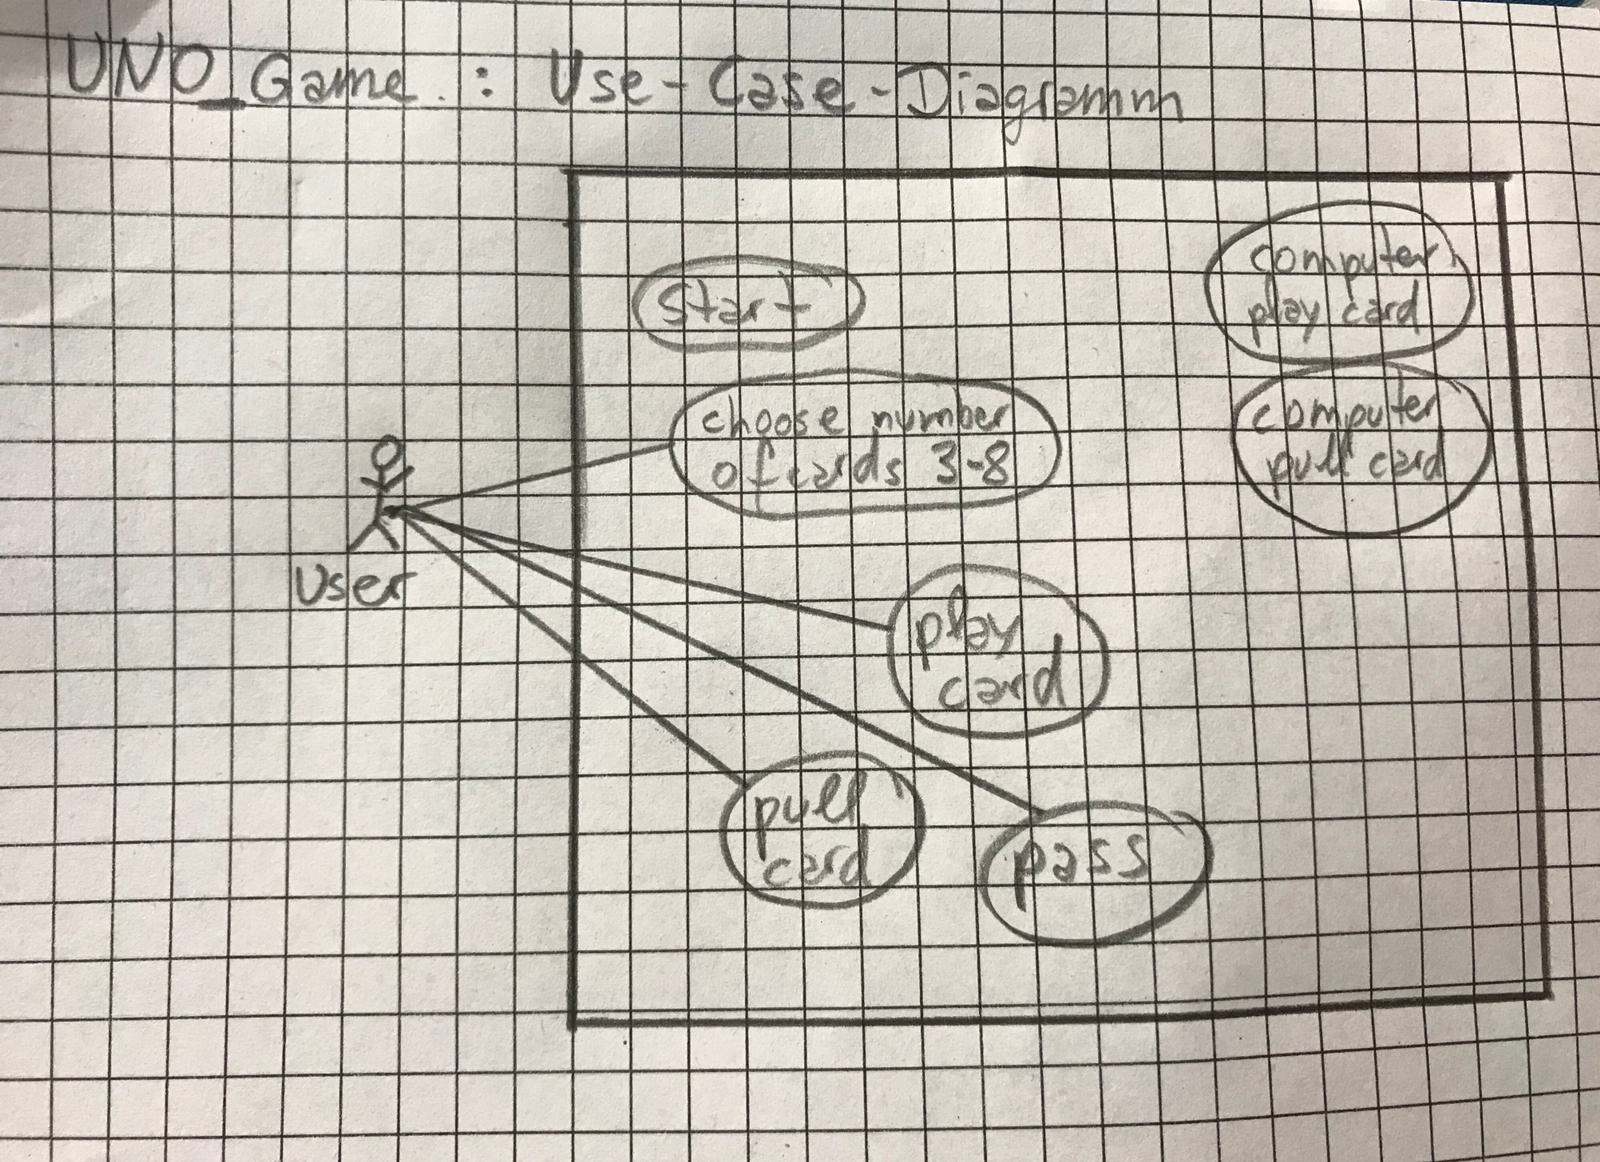 UNO_Game : Use-Case-Diagramm
start
computer
play card
choose number
of cards 3-8
computer
pull card
User
play
card
pull
card
pass